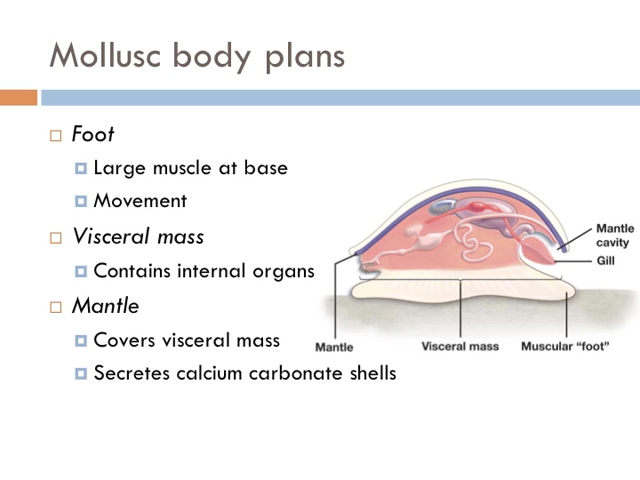 Mollusc body plans
Foot
Large muscle at base
Movement
Visceral mass
Contains internal organs
Mantle
Covers visceral mass
Secretes calcium carbonate shells
Mantle
cavity
Gill
Mantle
Visceral mass
Muscular “foot”